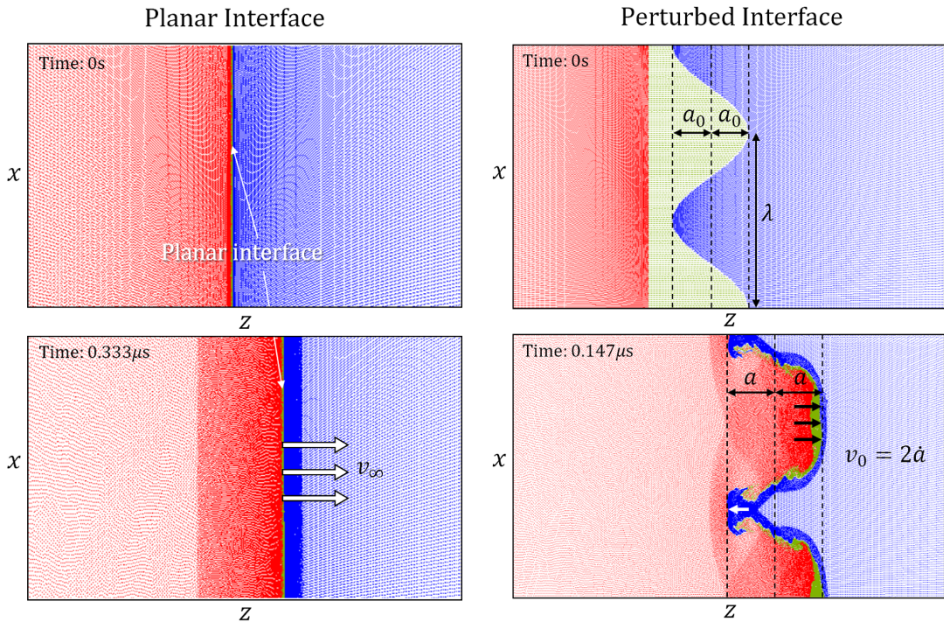 Planar Interface
Time: 0s
x
Planar interface
z
Time: 0.333μs
x
v∞
z
Perturbed Interface
Time: 0s
a₀ a₀
x
λ
z
Time: 0.147μs
a a
x
v₀ = 2ȧ
z